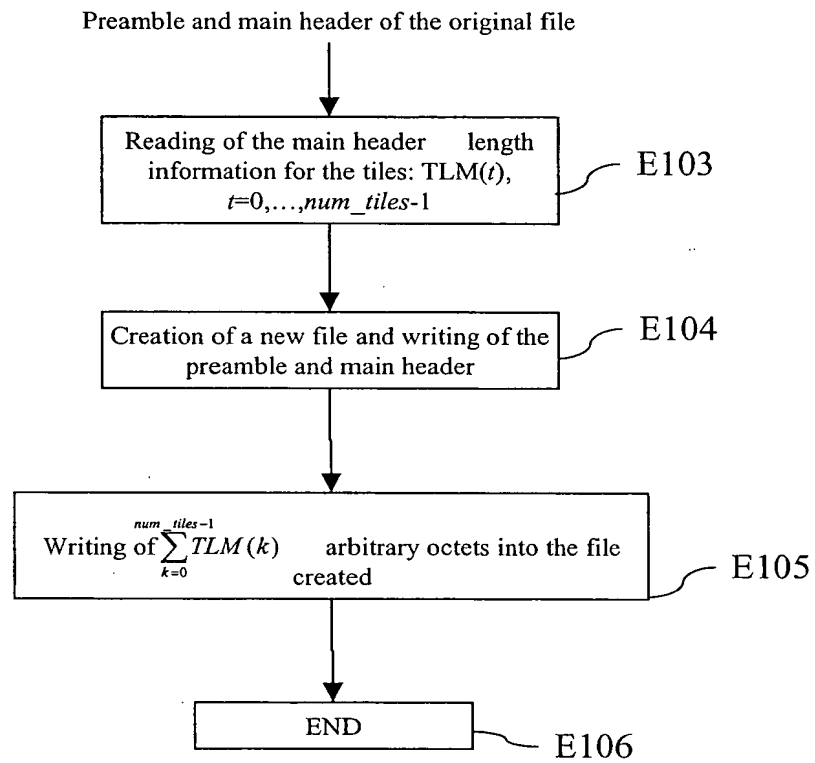 Preamble and main header of the original file
Reading of the main header length
information for the tiles: TLM(t),
t=0,...,num_tiles-1
E103
Creation of a new file and writing of the
preamble and main header
E104
num_tiles-1
Writing of ∑ TLM(k) arbitrary octets into the file
k=0
created
E105
END
E106